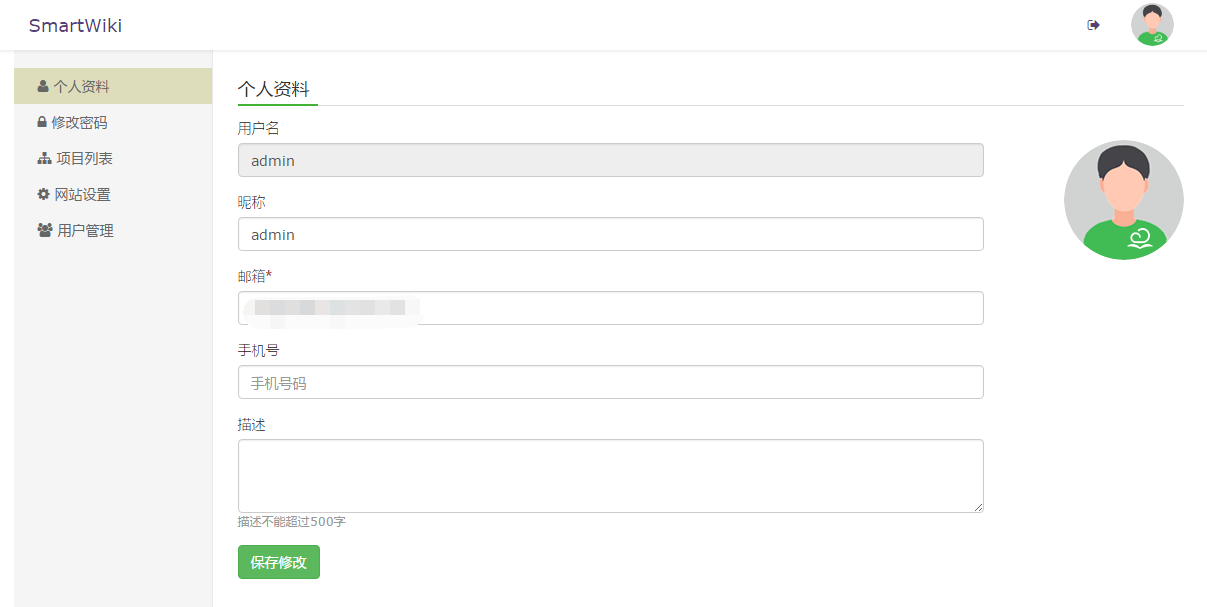 SmartWiki
个人资料
修改密码
项目列表
网站设置
用户管理
个人资料
用户名
admin
昵称
admin
邮箱*
手机号
手机号码
描述
描述不能超过500字
保存修改